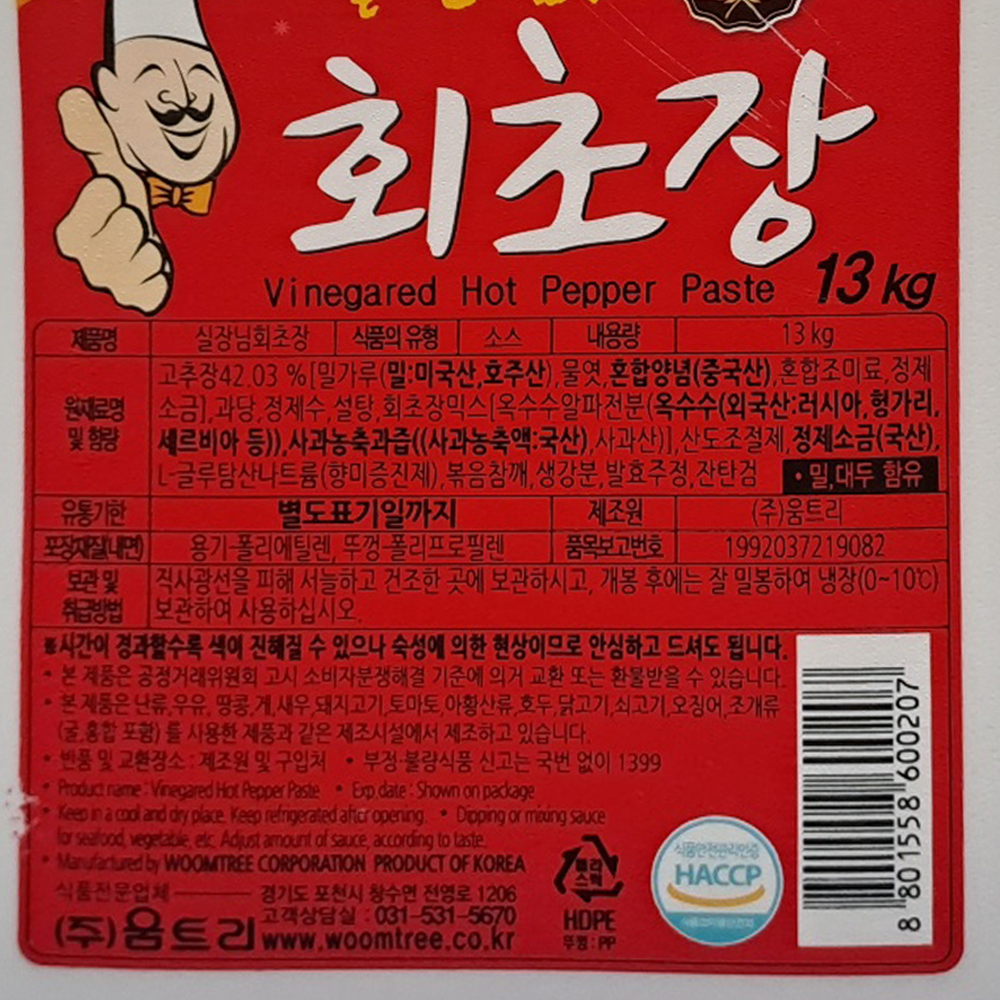 회초장
Vinegared Hot Pepper Paste 13 kg
제품명 실장님회초장 식품의 유형 소스 내용량 13 kg
원재료명 및 함량
고추장42.03 %[밀가루(밀:미국산,호주산),물엿,혼합양념(중국산),혼합조미료,정제
소금],과당,정제수,설탕,회초장믹스[옥수수알파전분(옥수수(외국산:러시아,헝가리,
세르비아 등)),사과농축과즙((사과농축액:국산),사과산)],산도조절제,정제소금(국산),
L-글루탐산나트륨(향미증진제),볶음참깨,생강분,발효주정,잔탄검 •밀,대두 함유
유통기한 별도표기일까지 제조원 (주)움트리
포장재질(내면) 용기-폴리에틸렌, 뚜껑-폴리프로필렌 품목보고번호 1992037219082
보관 및 취급방법
직사광선을 피해 서늘하고 건조한 곳에 보관하시고, 개봉 후에는 잘 밀봉하여 냉장(0~10℃)
보관하여 사용하십시오.
※시간이 경과할수록 색이 진해질 수 있으나 숙성에 의한 현상이므로 안심하고 드셔도 됩니다.
• 본 제품은 공정거래위원회 고시 소비자분쟁해결 기준에 의거 교환 또는 환불받을 수 있습니다.
• 본 제품은 난류,우유, 땅콩,게,새우,돼지고기,토마토,아황산류,호두,닭고기,쇠고기,오징어,조개류
(굴,홍합 포함) 를 사용한 제품과 같은 제조시설에서 제조하고 있습니다.
• 반품 및 교환장소 : 제조원 및 구입처 • 부정·불량식품 신고는 국번 없이 1399
• Product name : Vinegared Hot Pepper Paste • Exp.date : Shown on package
• Keep in a cool and dry place. Keep refrigerated after opening. • Dipping or mixing sauce
for seafood, vegetable, etc. Adjust amount of sauce, according to taste.
• Manufactured by WOOMTREE CORPORATION PRODUCT OF KOREA
식품전문업체 경기도 포천시 창수면 전영로 1206
고객상담실 : 031-531-5670
(주)움트리 www.woomtree.co.kr
플라스틱
HDPE
뚜껑 : PP
식품안전관리인증
HACCP
8 801558 600207